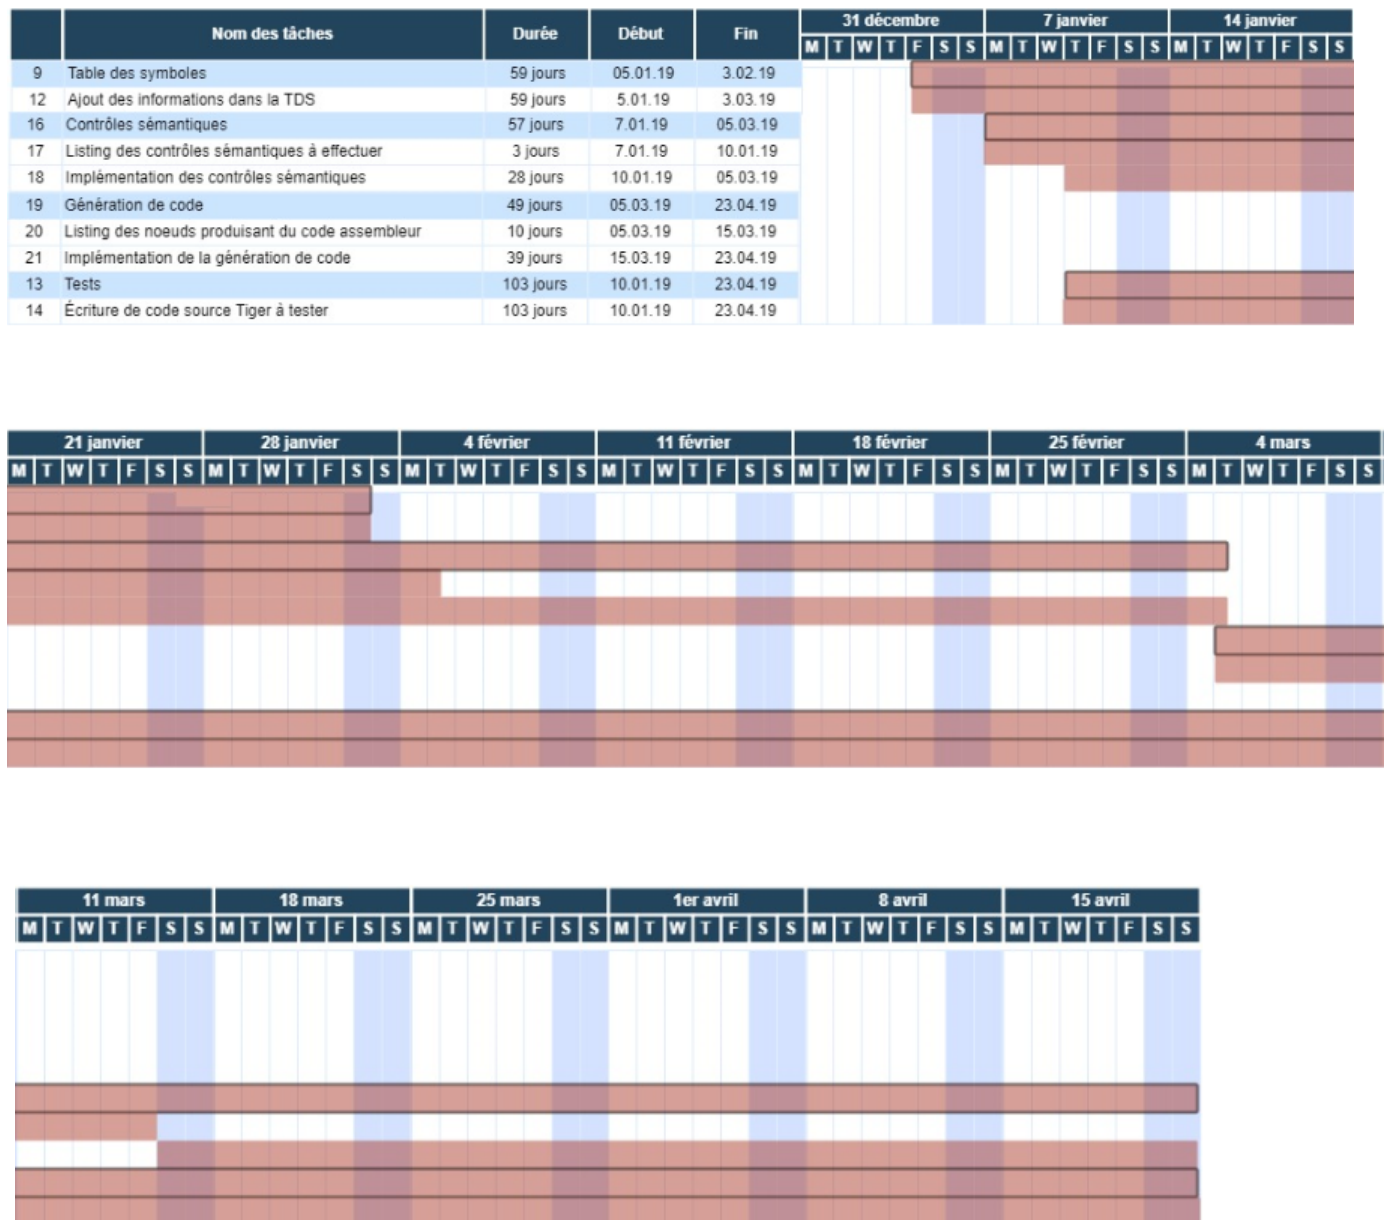 Nom des tâches Durée Début Fin 31 décembre 7 janvier 14 janvier
M T W T F S S M T W T F S S M T W T F S S
9 Table des symboles 59 jours 05.01.19 3.02.19
12 Ajout des informations dans la TDS 59 jours 5.01.19 3.03.19
16 Contrôles sémantiques 57 jours 7.01.19 05.03.19
17 Listing des contrôles sémantiques à effectuer 3 jours 7.01.19 10.01.19
18 Implémentation des contrôles sémantiques 28 jours 10.01.19 05.03.19
19 Génération de code 49 jours 05.03.19 23.04.19
20 Listing des noeuds produisant du code assembleur 10 jours 05.03.19 15.03.19
21 Implémentation de la génération de code 39 jours 15.03.19 23.04.19
13 Tests 103 jours 10.01.19 23.04.19
14 Écriture de code source Tiger à tester 103 jours 10.01.19 23.04.19
21 janvier 28 janvier 4 février 11 février 18 février 25 février 4 mars
M T W T F S S M T W T F S S M T W T F S S M T W T F S S M T W T F S S M T W T F S S M T W T F S S
11 mars 18 mars 25 mars 1er avril 8 avril 15 avril
M T W T F S S M T W T F S S M T W T F S S M T W T F S S M T W T F S S M T W T F S S